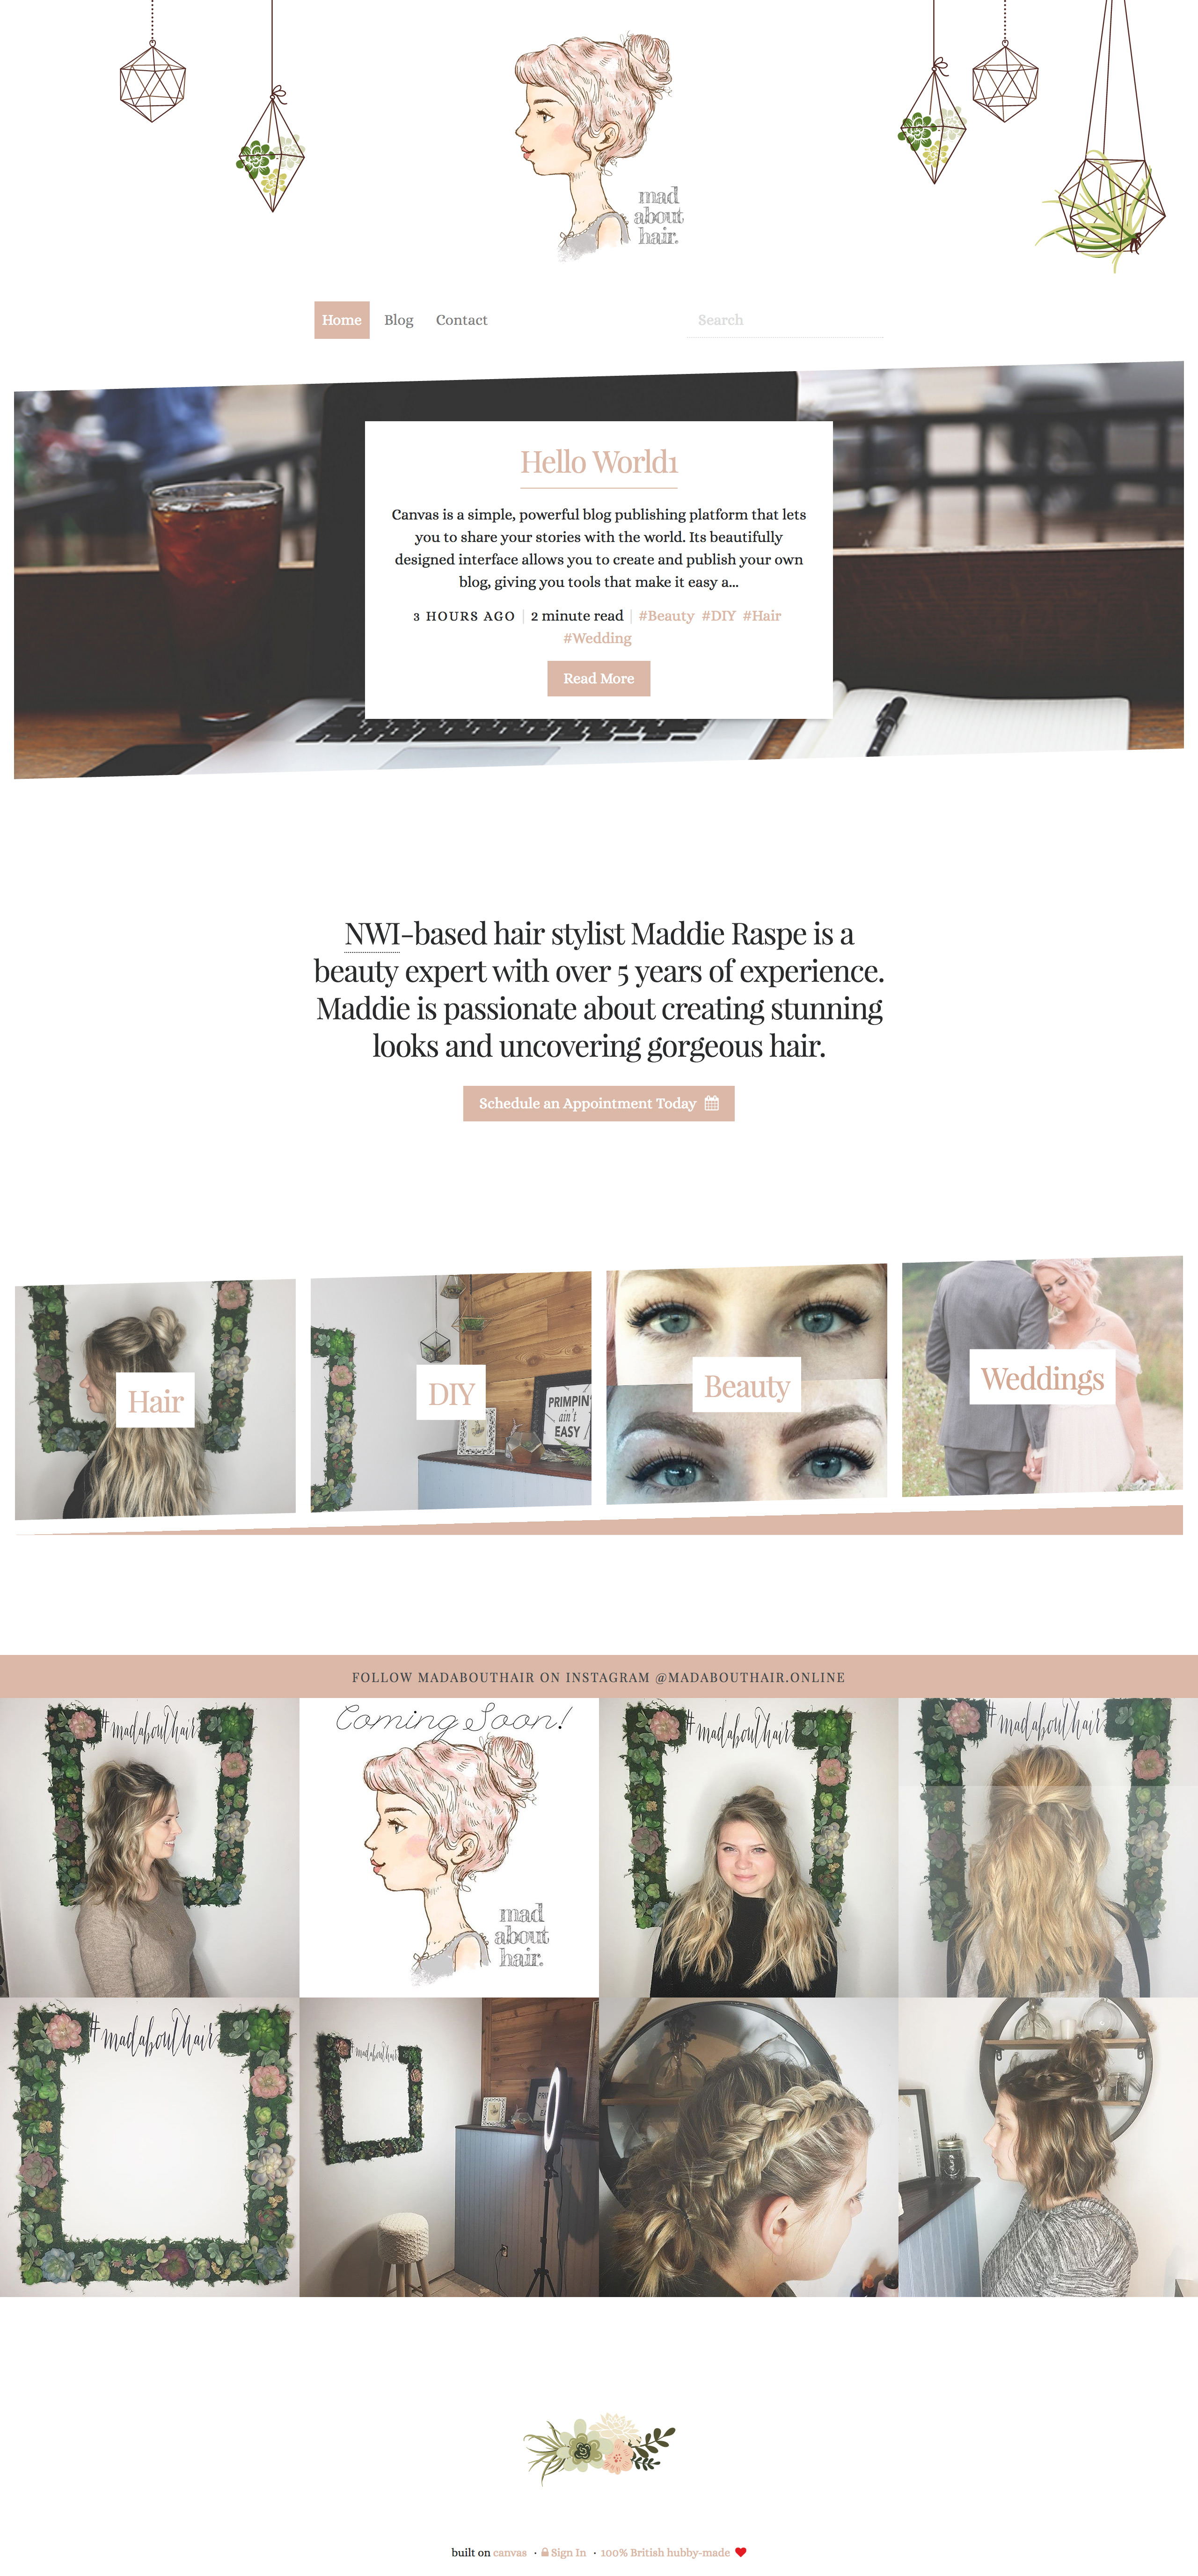 mad
about
hair.
Home Blog Contact Search
Hello World1
Canvas is a simple, powerful blog publishing platform that lets
you to share your stories with the world. Its beautifully
designed interface allows you to create and publish your own
blog, giving you tools that make it easy a...
3 HOURS AGO | 2 minute read | #Beauty #DIY #Hair
#Wedding
Read More
NWI-based hair stylist Maddie Raspe is a
beauty expert with over 5 years of experience.
Maddie is passionate about creating stunning
looks and uncovering gorgeous hair.
Schedule an Appointment Today
Hair
DIY
PRIMPIN'
ain't
EASY
Beauty
Weddings
FOLLOW MADABOUTHAIR ON INSTAGRAM @MADABOUTHAIR.ONLINE
#madabouthair
Coming Soon!
mad
about
hair.
#madabouthair
#madabouthair
#madabouthair
#madabouthair
built on canvas · Sign In · 100% British hubby-made